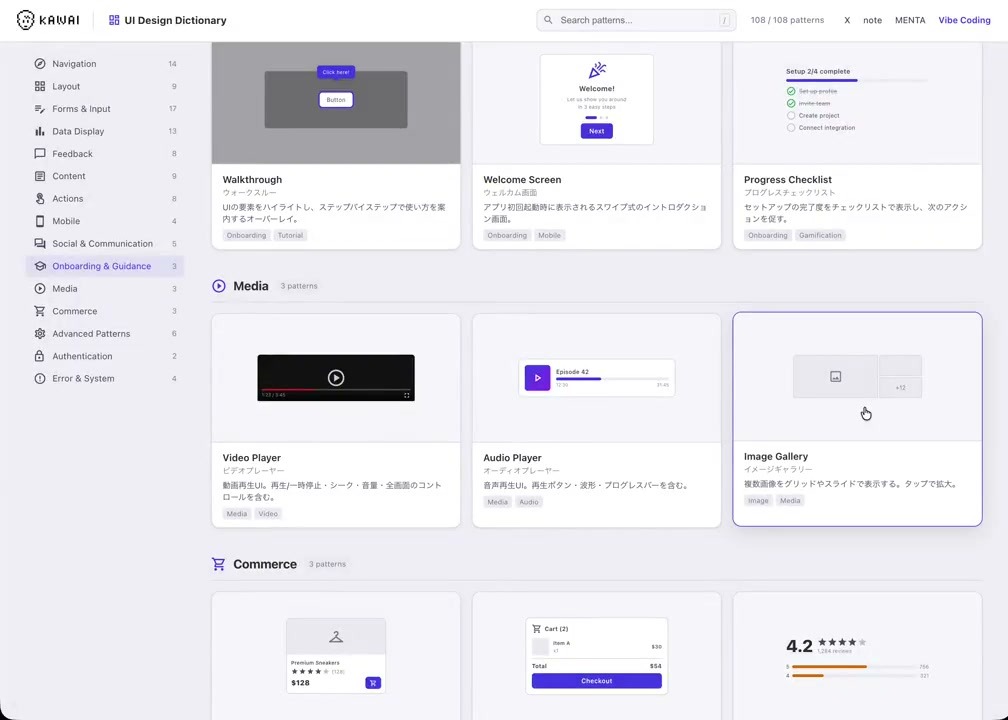 KAWAI
UI Design Dictionary
Search patterns...
/
108 / 108 patterns
X
note
MENTA
Vibe Coding
Navigation 14
Layout 9
Forms & Input 17
Data Display 13
Feedback 8
Content 9
Actions 8
Mobile 4
Social & Communication 5
Onboarding & Guidance 3
Media 3
Commerce 3
Advanced Patterns 6
Authentication 2
Error & System 4
Click here!
Button
Walkthrough
ウォークスルー
UIの要素をハイライトし、ステップバイステップで使い方を案
内するオーバーレイ。
Onboarding Tutorial
Welcome!
Let us show you around
in 3 easy steps
Next
Welcome Screen
ウェルカム画面
アプリ初回起動時に表示されるスワイプ式のイントロダクショ
ン画面。
Onboarding Mobile
Setup 2/4 complete
Set up profile
Invite team
Create project
Connect integration
Progress Checklist
プログレスチェックリスト
セットアップの完了度をチェックリストで表示し、次のアクシ
ョンを促す。
Onboarding Gamification
Media 3 patterns
1:23 / 3:45
Video Player
ビデオプレーヤー
動画再生UI。再生/一時停止・シーク・音量・全画面のコント
ロールを含む。
Media Video
Episode 42
12:30 31:45
Audio Player
オーディオプレーヤー
音声再生UI。再生ボタン・波形・プログレスバーを含む。
Media Audio
+12
Image Gallery
イメージギャラリー
複数画像をグリッドやスライドで表示する。タップで拡大。
Image Media
Commerce 3 patterns
Premium Sneakers
(128)
$128
Cart (2)
Item A
×1
$30
Total $54
Checkout
4.2
1,284 reviews
5 756
4 321